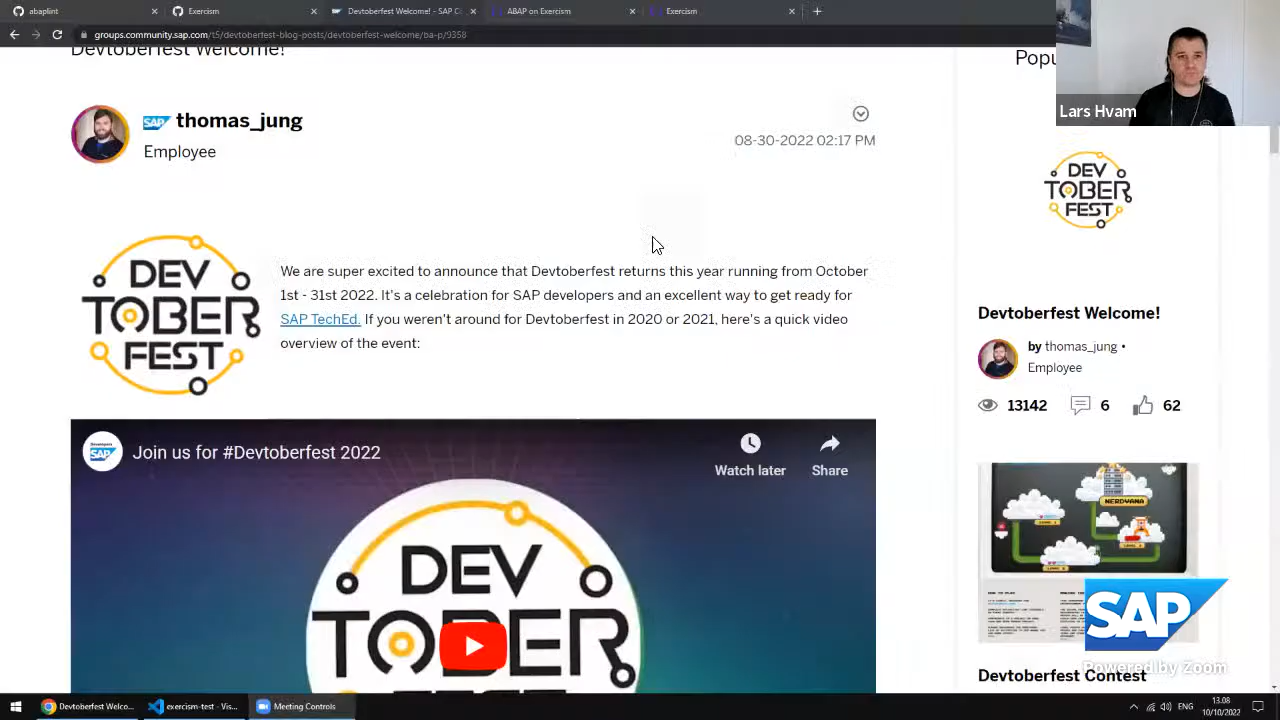 abaplint
Exercism
Devtoberfest Welcome! - SAP C
ABAP on Exercism
Exercism
groups.community.sap.com/t5/devtoberfest-blog-posts/devtoberfest-welcome/ba-p/9358
Devtoberfest Welcome!
SAP thomas_jung
Employee
08-30-2022 02:17 PM
DEV
TOBER
FEST
We are super excited to announce that Devtoberfest returns this year running from October
1st - 31st 2022. It's a celebration for SAP developers and an excellent way to get ready for
SAP TechEd. If you weren't around for Devtoberfest in 2020 or 2021, here's a quick video
overview of the event:
Developers
SAP
Join us for #Devtoberfest 2022
Watch later
Share
DEV
TOBER
Popu
Lars Hvam
DEV
TOBER
FEST
Devtoberfest Welcome!
by thomas_jung •
Employee
13142
6
62
NERDVANA
SAP
Powered by Zoom
Devtoberfest Contest
Devtoberfest Welco...
exercism-test - Vis...
Meeting Controls
ENG
13.08
10/10/2022